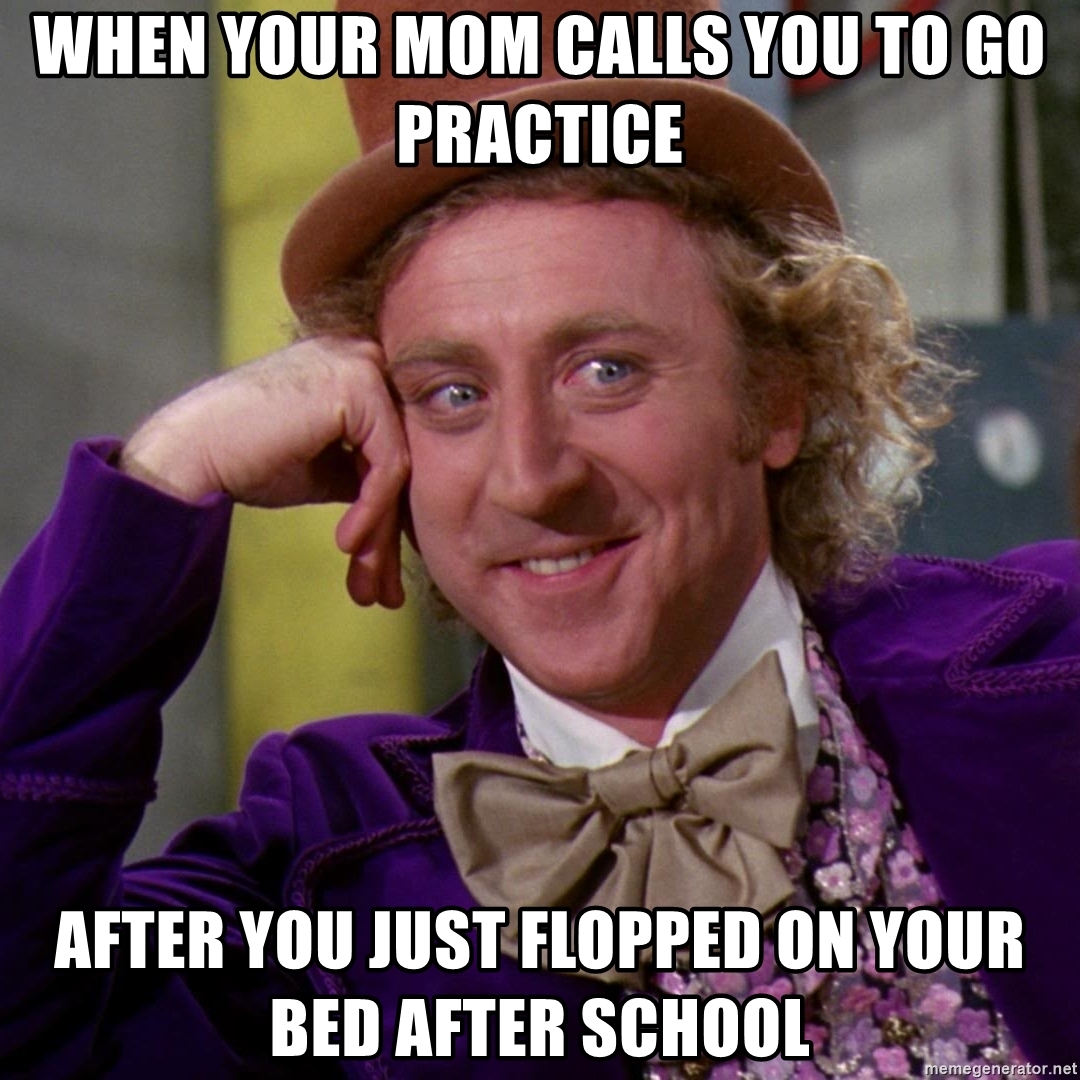 WHEN YOUR MOM CALLS YOU TO GO
PRACTICE
AFTER YOU JUST FLOPPED ON YOUR
BED AFTER SCHOOL
memegenerator.net